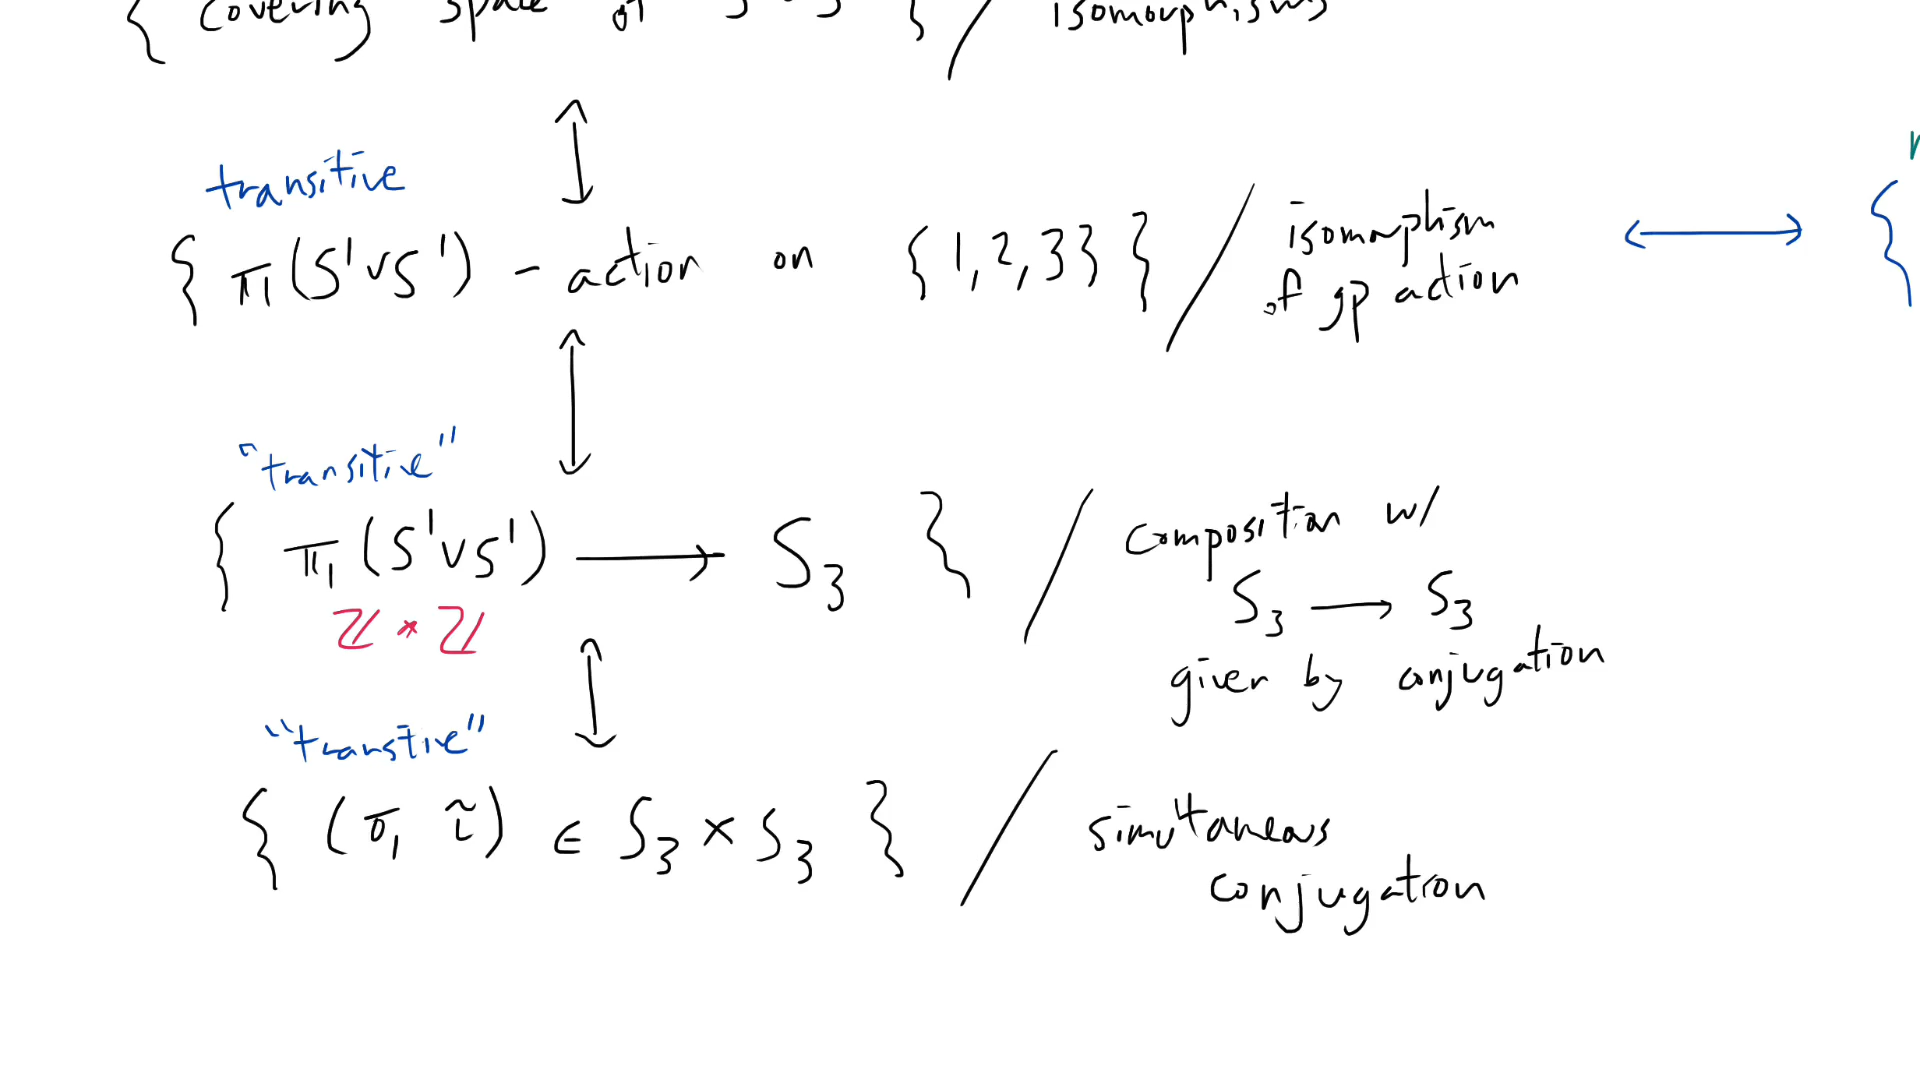 { covering space of S¹∨S¹ } / isomorphisms
transitive
{ π₁(S¹∨S¹) - action on {1,2,3} } / isomorphism of gp action ⟷ {
"transitive"
{ π₁(S¹∨S¹) ⟶ S₃ } / composition w/
ℤ * ℤ
S₃ ⟶ S₃
given by conjugation
"transtive"
{ (σ, τ) ∈ S₃ × S₃ } / simultaneous
conjugation